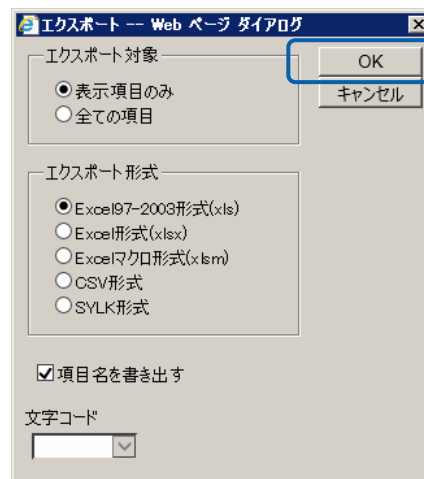 エクスポート -- Web ページ ダイアログ
エクスポート対象
OK
表示項目のみ
キャンセル
全ての項目
エクスポート形式
Excel97-2003形式(xls)
Excel形式(xlsx)
Excelマクロ形式(xlsm)
CSV形式
SYLK形式
項目名を書き出す
文字コード